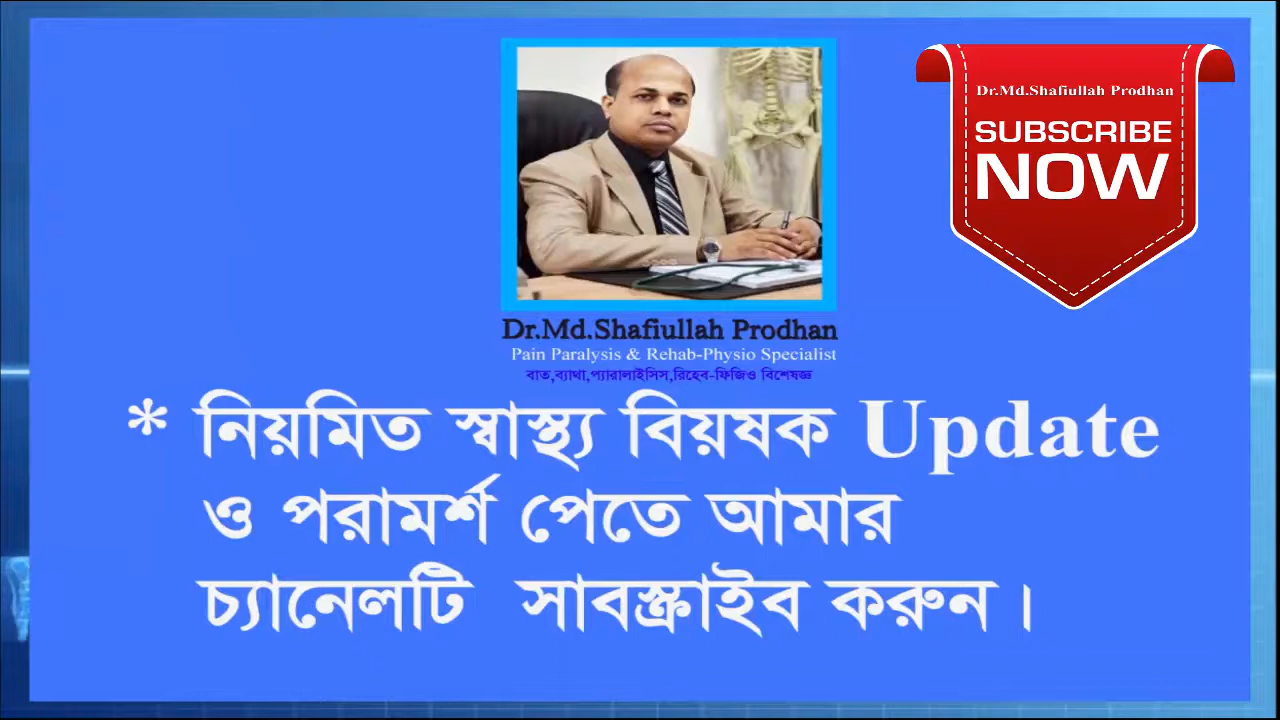 Dr.Md.Shafiullah Prodhan
SUBSCRIBE
NOW
Dr.Md.Shafiullah Prodhan
Pain Paralysis & Rehab-Physio Specialist
বাত,ব্যাথা,প্যারালাইসিস,রিহেব-ফিজিও বিশেষজ্ঞ
* নিয়মিত স্বাস্থ্য বিয়ষক Update
ও পরামর্শ পেতে আমার
চ্যানেলটি সাবস্ক্রাইব করুন।